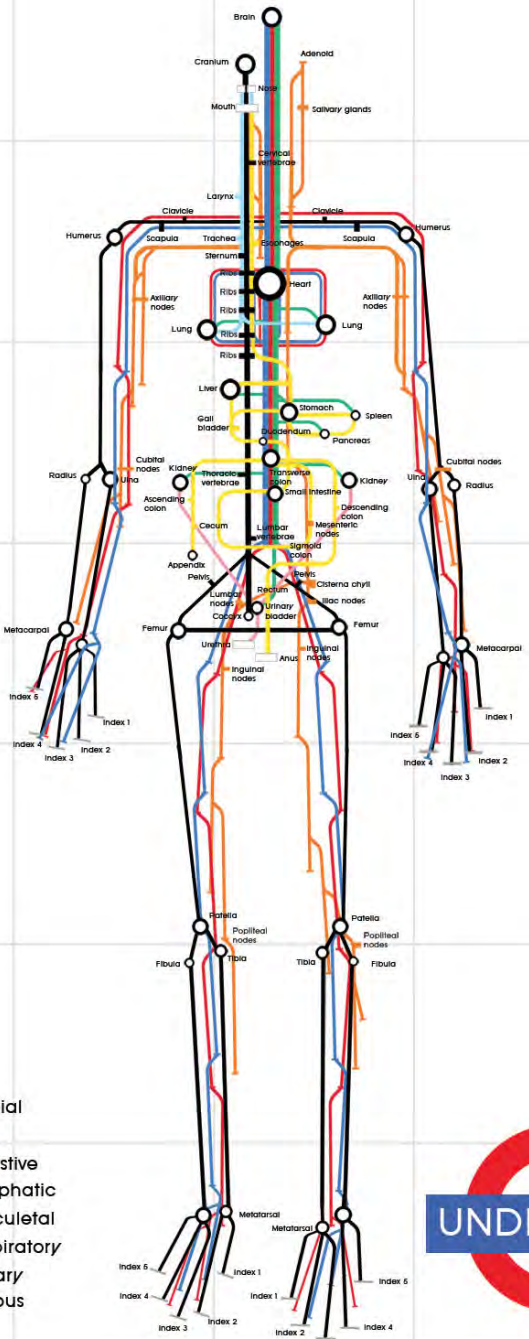 Brain
Cranium
Adenoid
Nose
Mouth
Salivary glands
Cervical
vertebrae
Larynx
Clavicle
Clavicle
Humerus
Scapula
Trachea
Esophages
Scapula
Humerus
Sternum
Ribs
Heart
Axillary
nodes
Ribs
Axillary
nodes
Ribs
Lung
Lung
Ribs
Ribs
Liver
Stomach
Gall
bladder
Spleen
Duodendum
Pancreas
Cubital
nodes
Kidney
Transverse
colon
Cubital nodes
Radius
Ulna
Thoracic
vertebrae
Kidney
Ulna
Radius
Ascending
colon
Small intestine
Descending
colon
Cecum
Lumbar
vertebrae
Mesenteric
nodes
Sigmoid
colon
Appendix
Pelvis
Pelvis
Cisterna chyli
Lumbar
nodes
Rectum
Iliac nodes
Urinary
bladder
Coccyx
Metacarpal
Femur
Femur
Urethra
Anus
Inguinal
nodes
Metacarpal
Inguinal
nodes
Index 5
Index 4
Index 3
Index 2
Index 1
Index 5
Index 4
Index 3
Index 2
Index 1
Patella
Patella
Popliteal
nodes
Popliteal
nodes
Fibula
Tibia
Tibia
Fibula
ial
stive
phatic
culetal
piratory
ary
ous
UND
Metatarsal
Metatarsal
Index 5
Index 4
Index 3
Index 2
Index 1
Index 1
Index 2
Index 4
Index 5